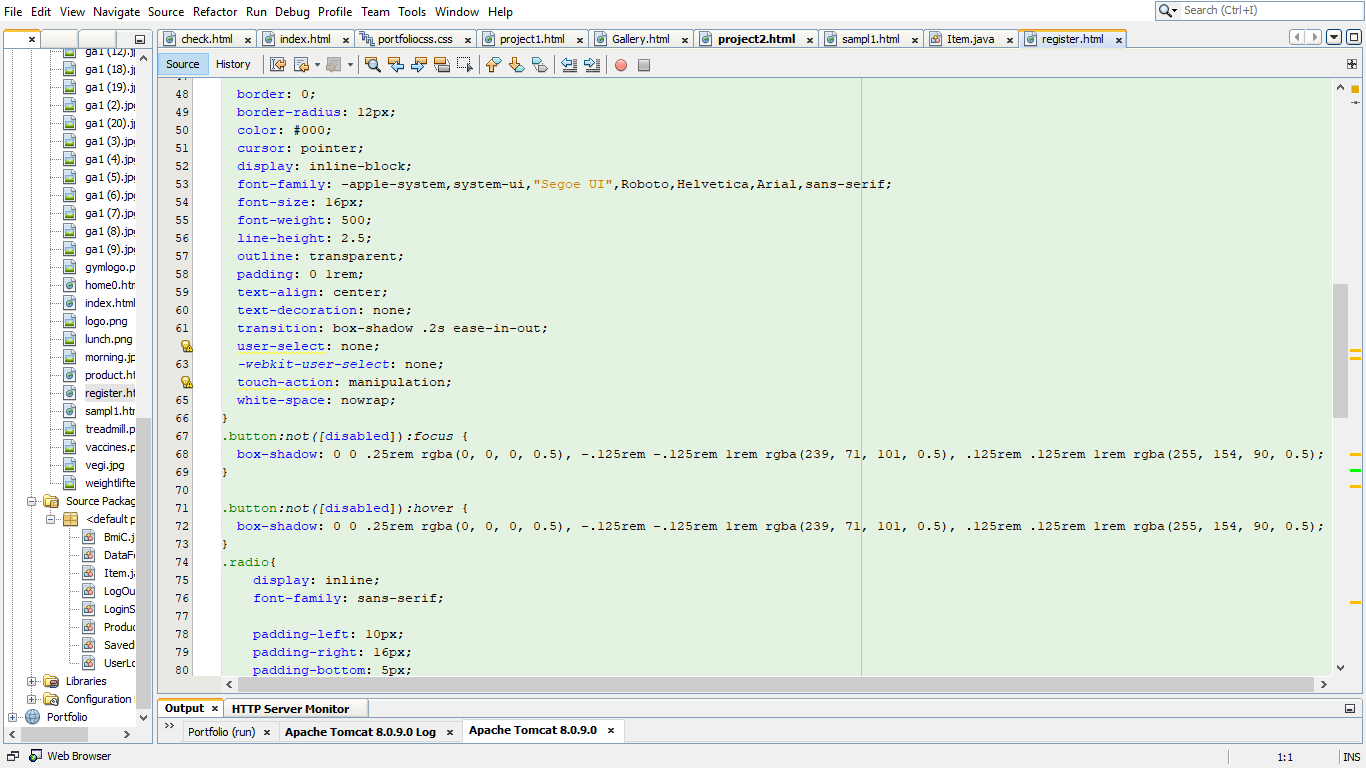 File Edit View Navigate Source Refactor Run Debug Profile Team Tools Window Help
Search (Ctrl+I)
check.html index.html portfoliocss.css project1.html Gallery.html project2.html sampl1.html Item.java register.html
Source History
ga1 (12).j
ga1 (18).j
ga1 (19).j
ga1 (2).jp
ga1 (20).j
ga1 (3).jp
ga1 (4).jp
ga1 (5).jp
ga1 (6).jp
ga1 (7).jp
ga1 (8).jp
ga1 (9).jp
gymlogo.p
home0.htm
index.html
logo.png
lunch.png
morning.jp
product.ht
register.ht
sampl1.htr
treadmill.p
vaccines.p
vegi.jpg
weightlifte
Source Packag
<default p
BmiC.j
DataFo
Item.ja
LogOu
LoginS
Produc
Saved
UserLo
Libraries
Configuration
Portfolio
48 border: 0;
49 border-radius: 12px;
50 color: #000;
51 cursor: pointer;
52 display: inline-block;
53 font-family: -apple-system,system-ui,"Segoe UI",Roboto,Helvetica,Arial,sans-serif;
54 font-size: 16px;
55 font-weight: 500;
56 line-height: 2.5;
57 outline: transparent;
58 padding: 0 1rem;
59 text-align: center;
60 text-decoration: none;
61 transition: box-shadow .2s ease-in-out;
user-select: none;
63 -webkit-user-select: none;
touch-action: manipulation;
65 white-space: nowrap;
66 }
67 .button:not([disabled]):focus {
68 box-shadow: 0 0 .25rem rgba(0, 0, 0, 0.5), -.125rem -.125rem 1rem rgba(239, 71, 101, 0.5), .125rem .125rem 1rem rgba(255, 154, 90, 0.5);
69 }
70
71 .button:not([disabled]):hover {
72 box-shadow: 0 0 .25rem rgba(0, 0, 0, 0.5), -.125rem -.125rem 1rem rgba(239, 71, 101, 0.5), .125rem .125rem 1rem rgba(255, 154, 90, 0.5);
73 }
74 .radio{
75 display: inline;
76 font-family: sans-serif;
77
78 padding-left: 10px;
79 padding-right: 16px;
80 padding-bottom: 5px;
Output HTTP Server Monitor
Portfolio (run) Apache Tomcat 8.0.9.0 Log Apache Tomcat 8.0.9.0
Web Browser
1:1 INS